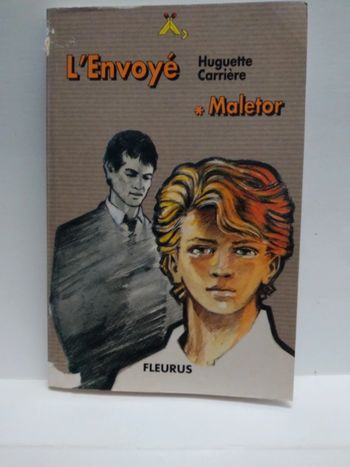 L'Envoyé
Huguette
Carrière
* Maletor
FLEURUS